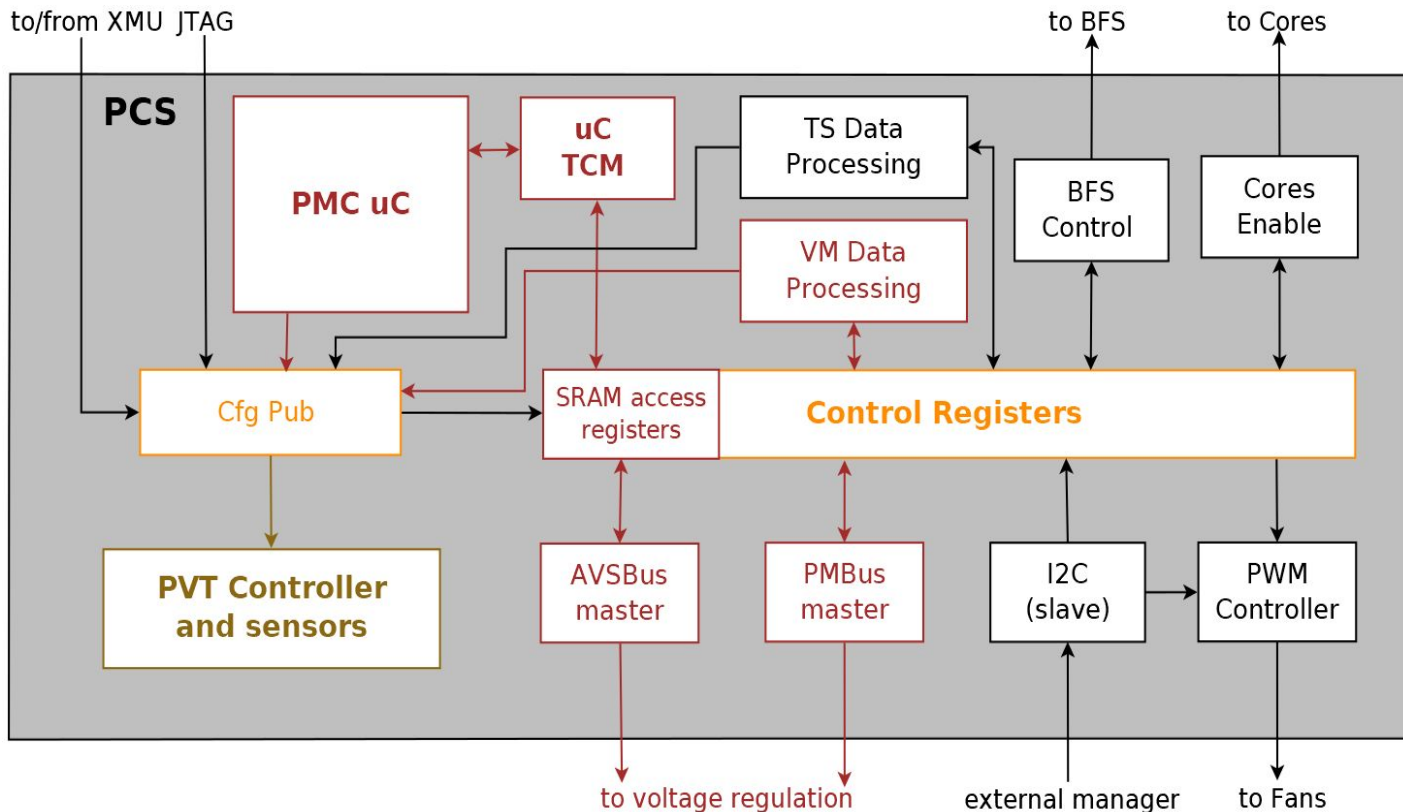 to/from XMU JTAG
to BFS
to Cores
PCS
PMC uC
uC
TCM
TS Data
Processing
BFS
Control
Cores
Enable
VM Data
Processing
Cfg Pub
SRAM access
registers
Control Registers
PVT Controller
and sensors
AVSBus
master
PMBus
master
I2C
(slave)
PWM
Controller
to voltage regulation
external manager
to Fans